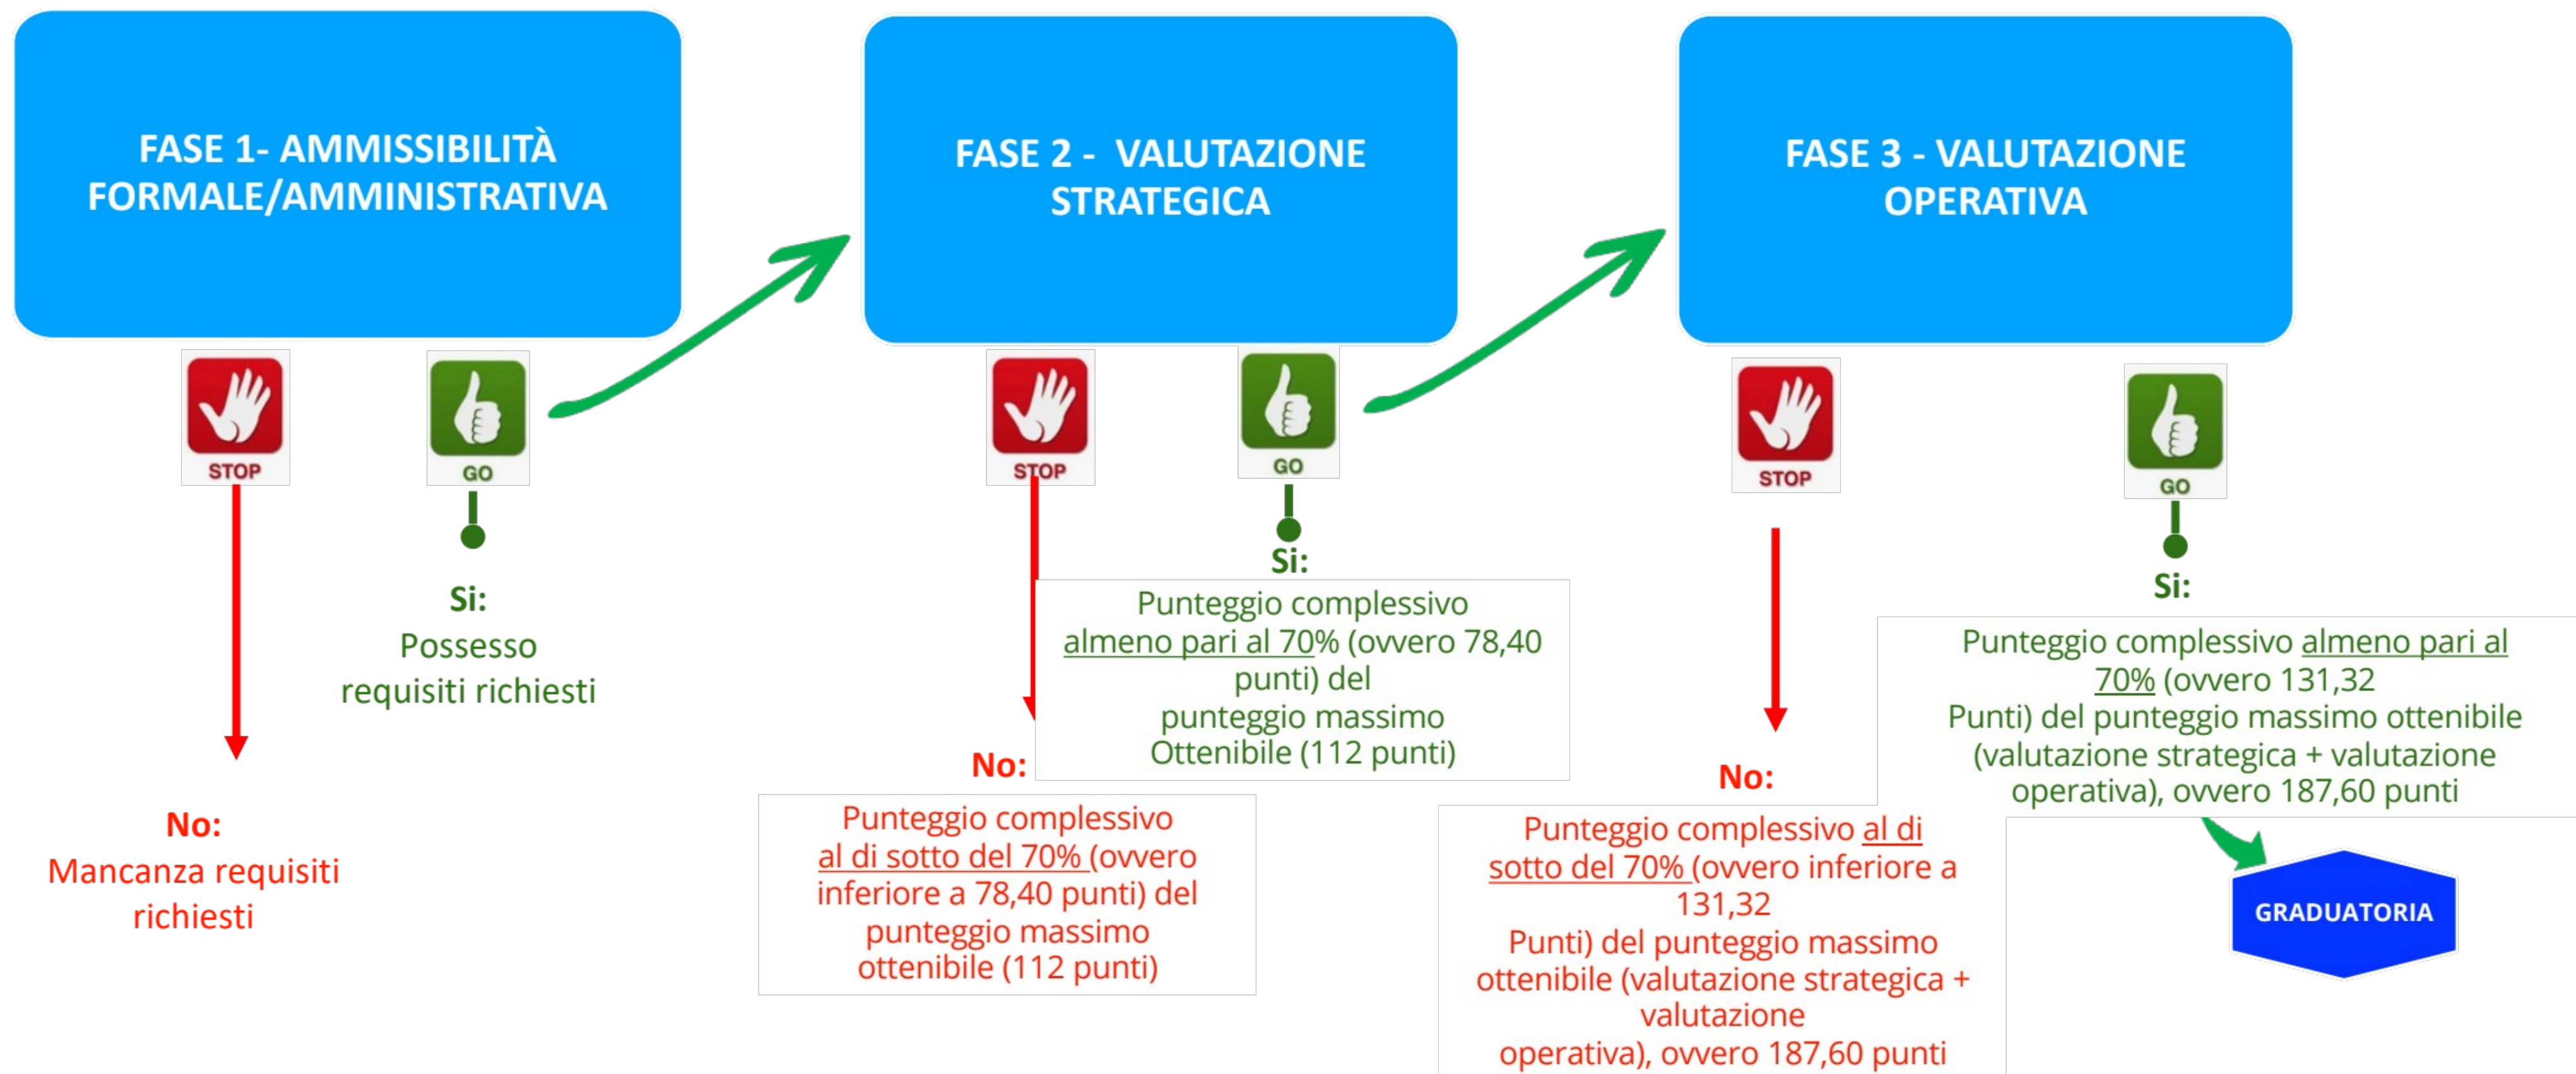 FASE 1- AMMISSIBILITÀ
FORMALE/AMMINISTRATIVA
STOP
GO
Si:
Possesso
requisiti richiesti
No:
Mancanza requisiti
richiesti
FASE 2 - VALUTAZIONE
STRATEGICA
STOP
GO
Si:
Punteggio complessivo
almeno pari al 70% (ovvero 78,40
punti) del
punteggio massimo
Ottenibile (112 punti)
No:
Punteggio complessivo
al di sotto del 70% (ovvero
inferiore a 78,40 punti) del
punteggio massimo
ottenibile (112 punti)
FASE 3 - VALUTAZIONE
OPERATIVA
STOP
GO
Si:
Punteggio complessivo almeno pari al
70% (ovvero 131,32
Punti) del punteggio massimo ottenibile
(valutazione strategica + valutazione
operativa), ovvero 187,60 punti
No:
Punteggio complessivo al di
sotto del 70% (ovvero inferiore a
131,32
Punti) del punteggio massimo
ottenibile (valutazione strategica +
valutazione
operativa), ovvero 187,60 punti
GRADUATORIA